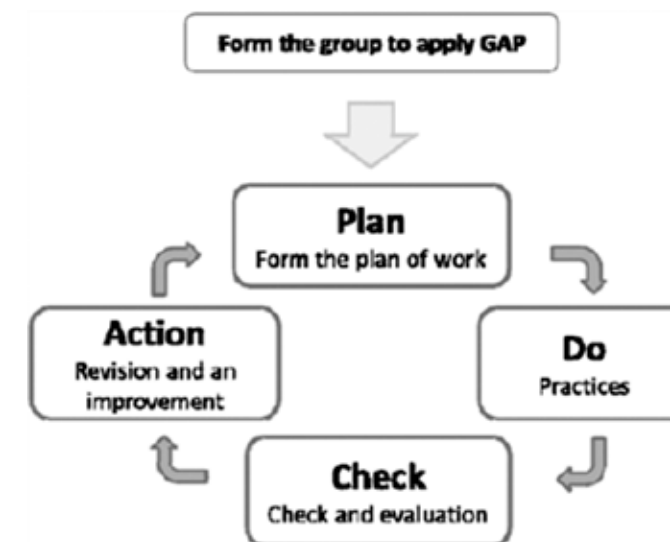 Form the group to apply GAP
Plan
Form the plan of work
Do
Practices
Check
Check and evaluation
Action
Revision and an
improvement